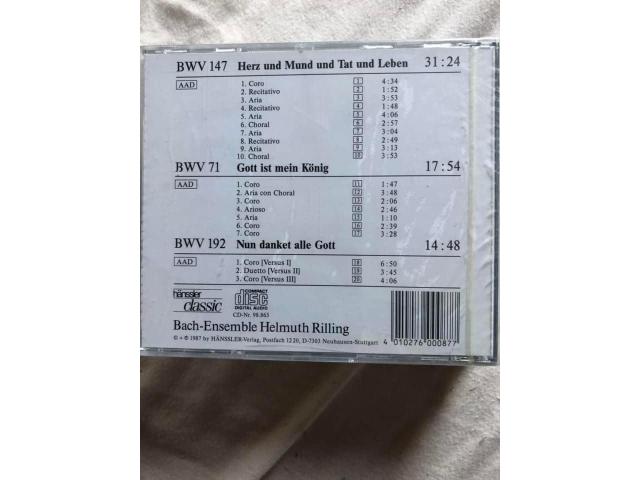 BWV 147 Herz und Mund und Tat und Leben 31:24
AAD
1. Coro 1 4:34
2. Recitativo 2 1:52
3. Aria 3 3:53
4. Recitativo 4 1:48
5. Aria 5 4:06
6. Choral 6 2:57
7. Aria 7 3:04
8. Recitativo 8 2:49
9. Aria 9 3:13
10. Choral 10 3:53
BWV 71 Gott ist mein König 17:54
AAD
1. Coro 11 1:47
2. Aria con Choral 12 3:48
3. Coro 13 2:06
4. Arioso 14 2:46
5. Aria 15 1:10
6. Coro 16 2:39
7. Coro 17 3:28
BWV 192 Nun danket alle Gott 14:48
AAD
1. Coro [Versus I] 18 6:50
2. Duetto [Versus II] 19 3:45
3. Coro [Versus III] 20 4:06
hänssler
classic
COMPACT
disc
DIGITAL AUDIO
CD-Nr. 98.865
Bach-Ensemble Helmuth Rilling
© + ℗ 1987 by HÄNSSLER-Verlag, Postfach 1220, D-7303 Neuhausen-Stuttgart
4 010276 000877